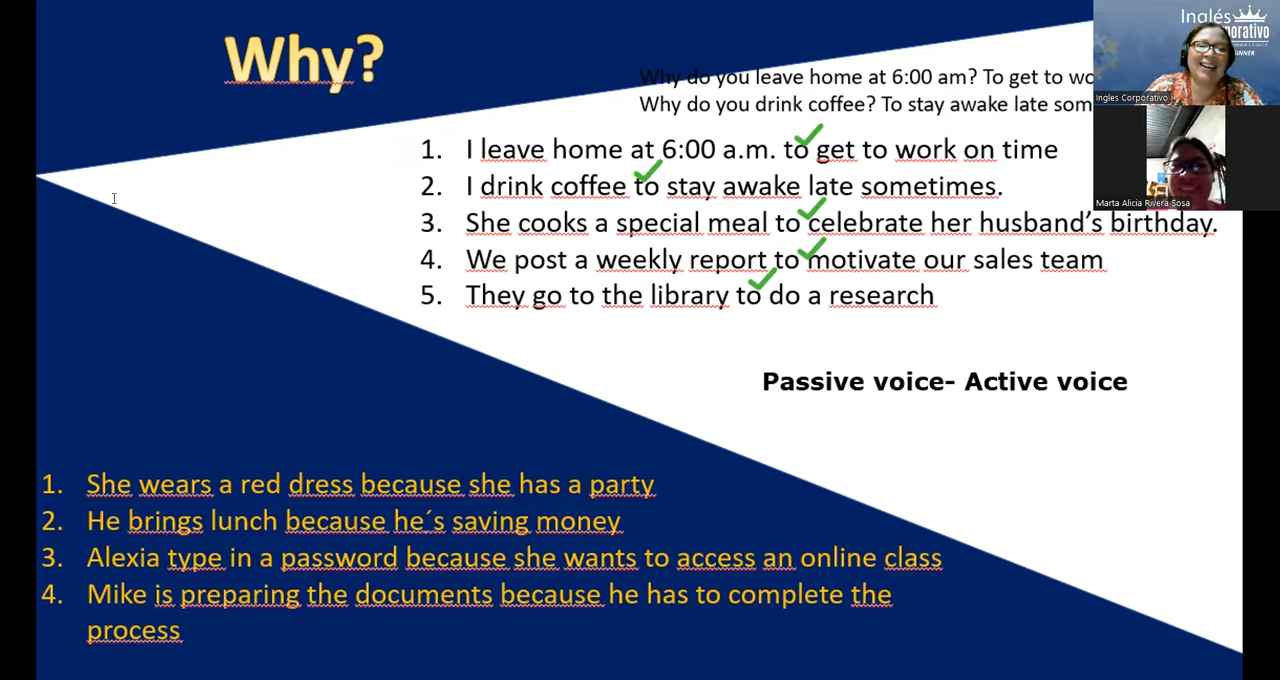 Why?
Why do you leave home at 6:00 am? To get to
Why do you drink coffee? To stay awake late
1. I leave home at 6:00 a.m. to get to work on time
2. I drink coffee to stay awake late sometimes.
3. She cooks a special meal to celebrate her husband's birthday.
4. We post a weekly report to motivate our sales team
5. They go to the library to do a research
Passive voice- Active voice
1. She wears a red dress because she has a party
2. He brings lunch because he´s saving money
3. Alexia type in a password because she wants to access an online class
4. Mike is preparing the documents because he has to complete the
process
Inglés
Ingles Corporativo
Marta Alicia Rivera Sosa